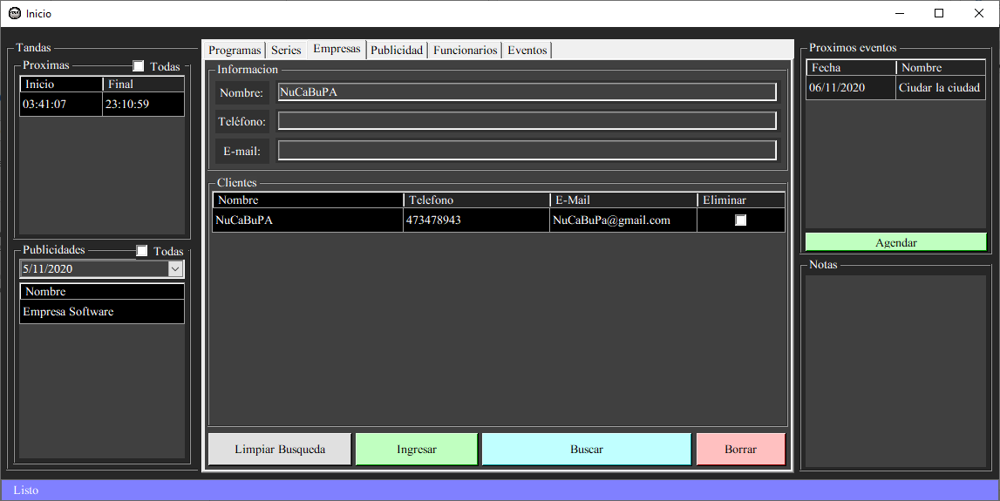 Inicio
Tandas
Proximas
Todas
Inicio Final
03:41:07 23:10:59
Publicidades
Todas
5/11/2020
Nombre
Empresa Software
Programas Series Empresas Publicidad Funcionarios Eventos
Informacion
Nombre: NuCaBuPA
Teléfono:
E-mail:
Clientes
Nombre Telefono E-Mail Eliminar
NuCaBuPA 473478943 NuCaBuPa@gmail.com
Limpiar Busqueda Ingresar Buscar Borrar
Proximos eventos
Fecha Nombre
06/11/2020 Ciudar la ciudad
Agendar
Notas
Listo